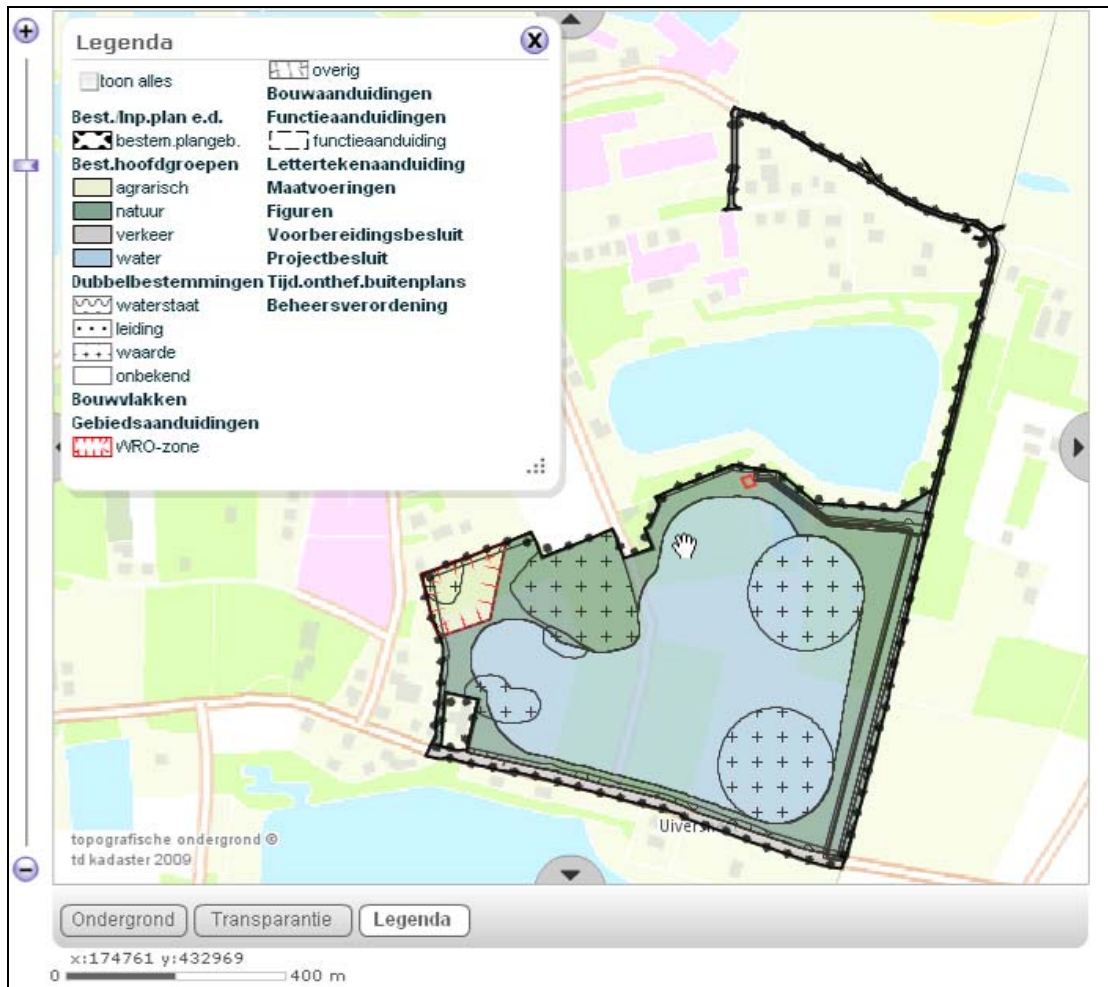 Legenda
toon alles
Best./Inp.plan e.d.
bestem.plangeb.
Best.hoofdgroepen
agrarisch
natuur
verkeer
water
Dubbelbestemmingen
waterstaat
leiding
waarde
onbekend
Bouwvlakken
Gebiedsaanduidingen
WRO-zone
overig
Bouwaanduidingen
Functieaanduidingen
functieaanduiding
Lettertekenaanduiding
Maatvoeringen
Figuren
Voorbereidingsbesluit
Projectbesluit
Tijd.onthef.buitenplans
Beheersverordening
topografische ondergrond ©
td kadaster 2009
Ondergrond Transparantie Legenda
x:174761 y:432969
0 400 m